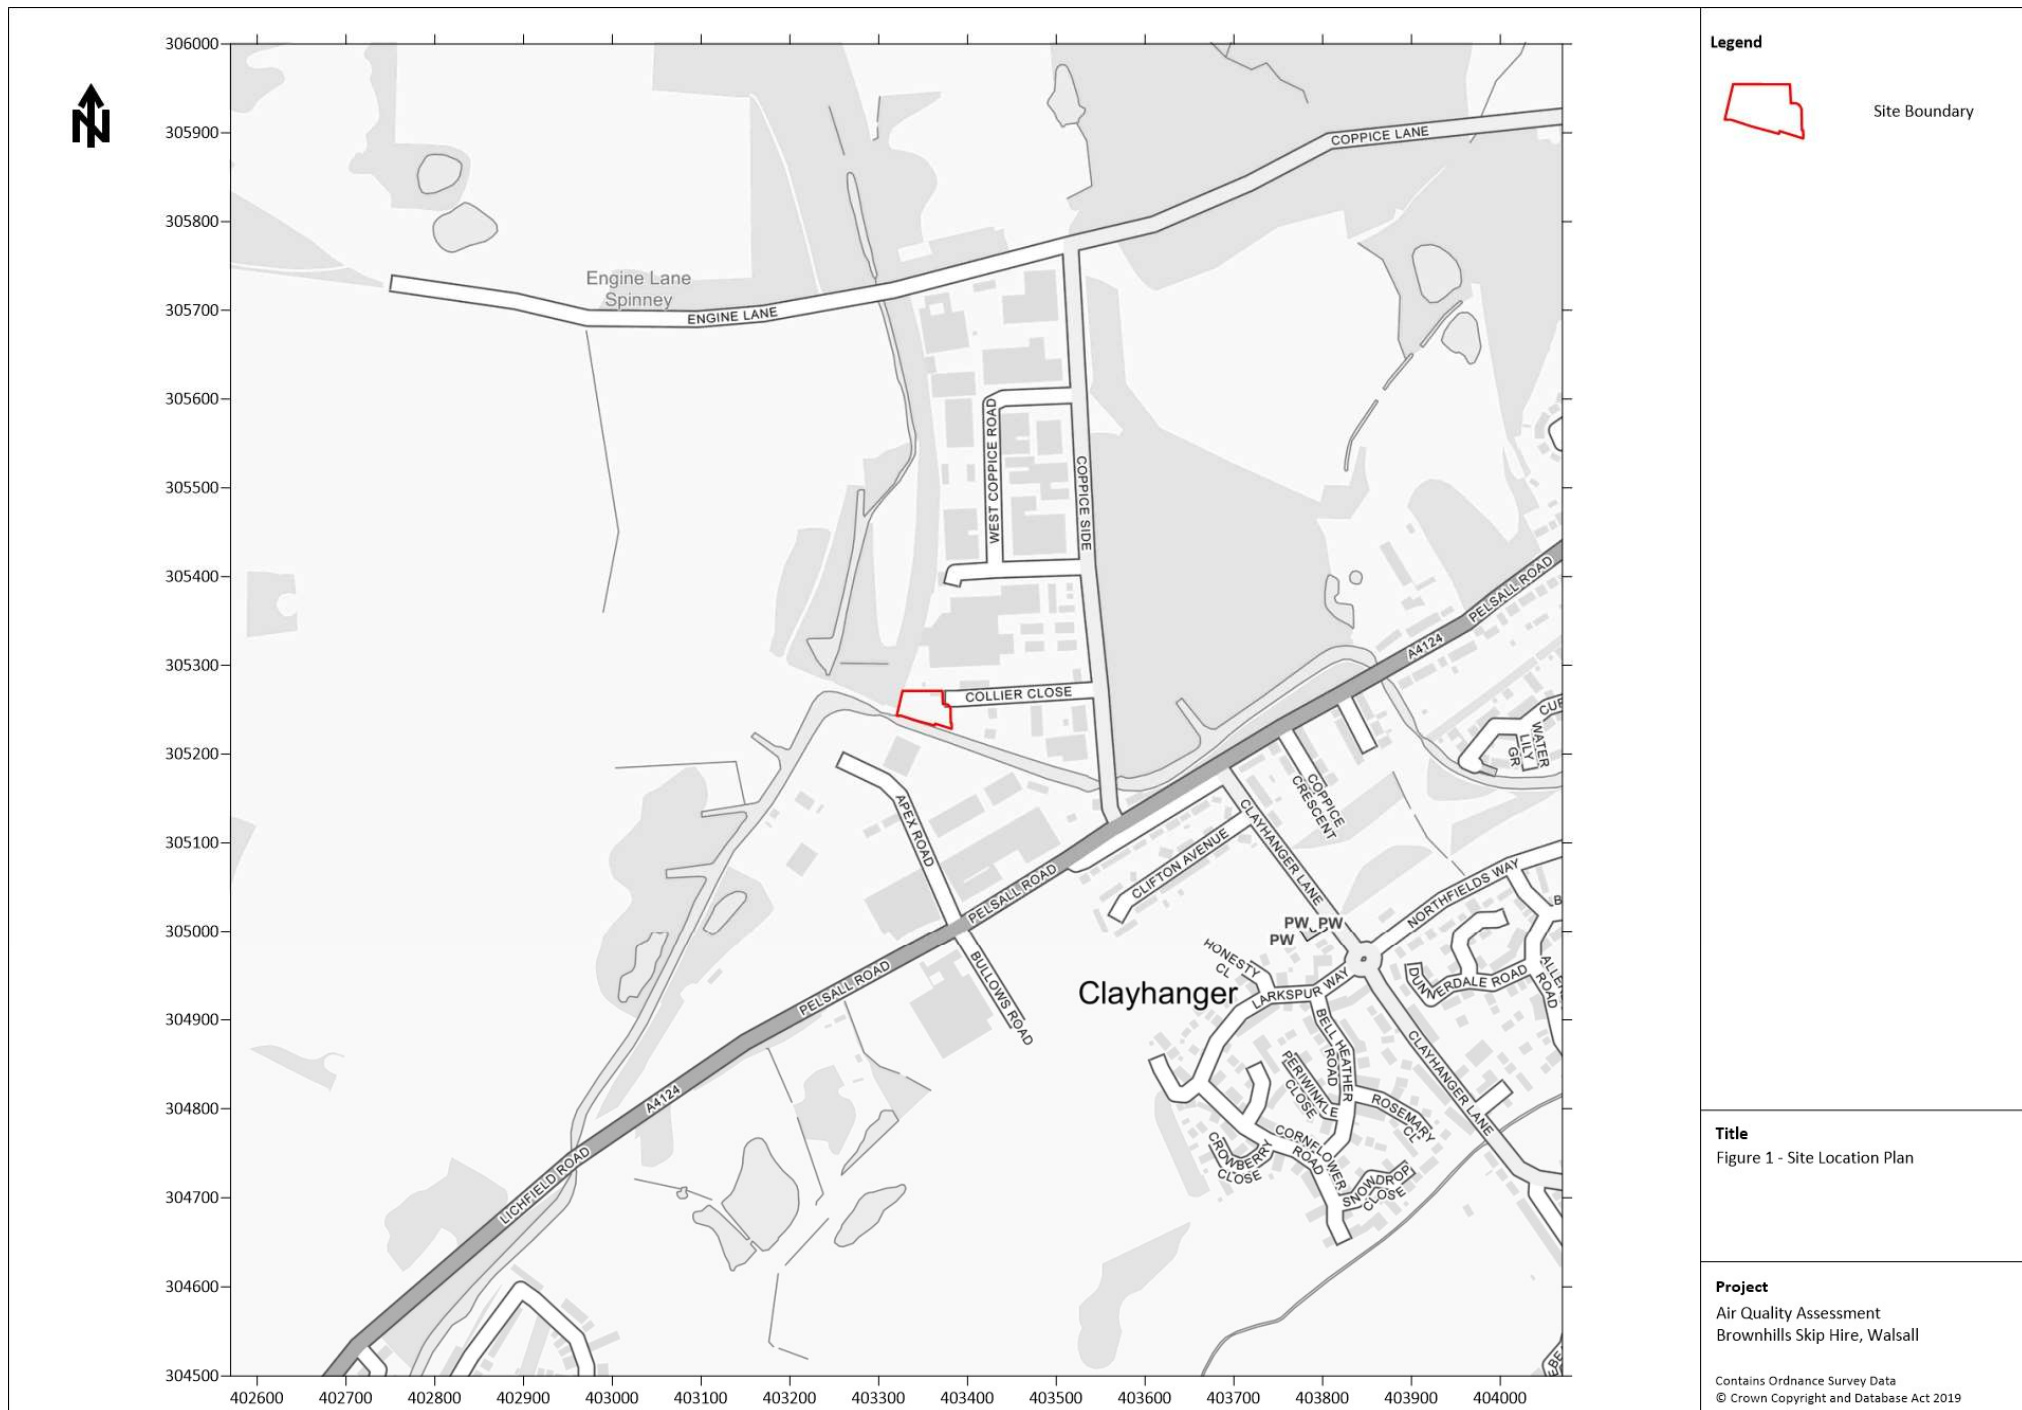 N
306000
305900
305800
305700
305600
305500
305400
305300
305200
305100
305000
304900
304800
304700
304600
304500
402600 402700 402800 402900 403000 403100 403200 403300 403400 403500 403600 403700 403800 403900 404000
COPPICE LANE
Engine Lane
Spinney
ENGINE LANE
WEST COPPICE ROAD
COPPICE SIDE
COLLIER CLOSE
PELSALL ROAD
A4124
CUR
WATER
LILY
GR
COPPICE
CRESCENT
APEX ROAD
CLAYHANGER LANE
CLIFTON AVENUE
PELSALL ROAD
NORTHFIELDS WAY
B
PW PW
PW
HONESTY
CL
Clayhanger
LARKSPUR WAY
DUNNERDALE ROAD
ALLE
ROAD
BULLOWS ROAD
PELSALL ROAD
BELL HEATHER
ROAD
CLAYHANGER LANE
PERIWINKLE
CLOSE
ROSEMARY
CL
A4124
CORNFLOWER
ROAD
CROWBERRY
CLOSE
SNOWDROP
CLOSE
LICHFIELD ROAD
EBE
Legend
Site Boundary
Title
Figure 1 - Site Location Plan
Project
Air Quality Assessment
Brownhills Skip Hire, Walsall
Contains Ordnance Survey Data
© Crown Copyright and Database Act 2019